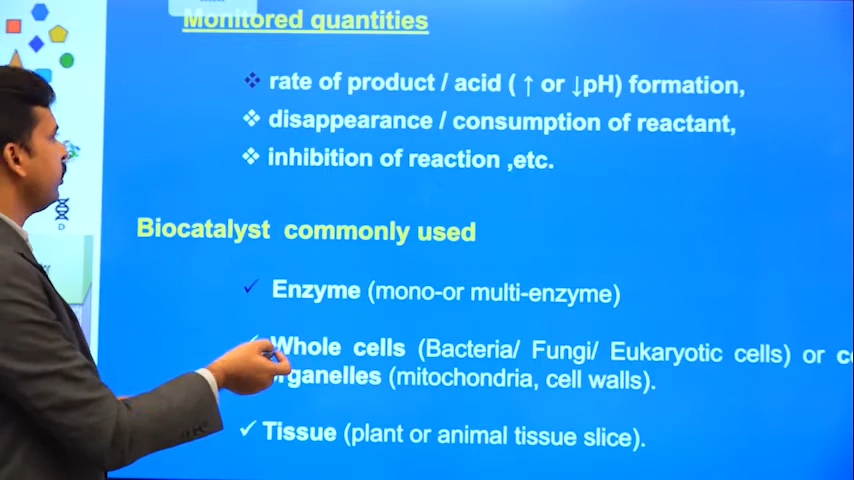 Monitored quantities
❖ rate of product / acid ( ↑ or ↓pH) formation,
❖ disappearance / consumption of reactant,
❖ inhibition of reaction ,etc.
Biocatalyst commonly used
✓ Enzyme (mono-or multi-enzyme)
✓ Whole cells (Bacteria/ Fungi/ Eukaryotic cells) or
organelles (mitochondria, cell walls).
✓ Tissue (plant or animal tissue slice).
D